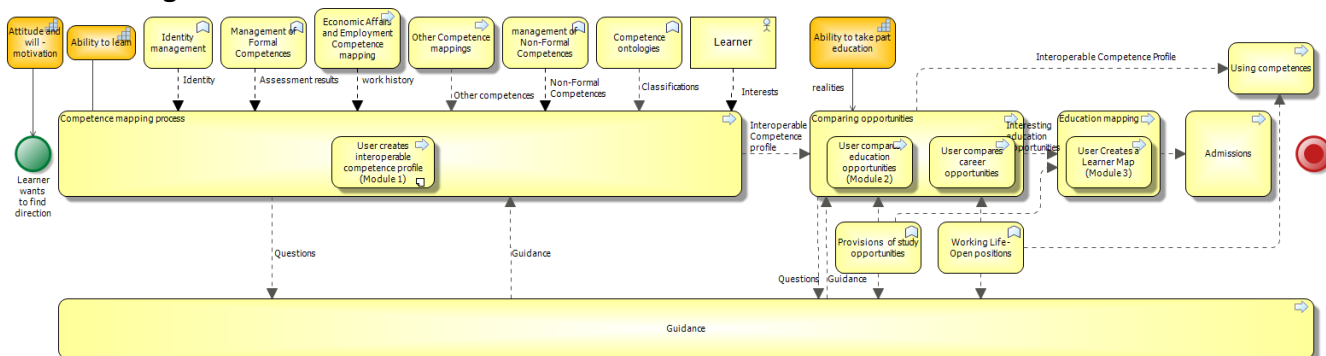 Attitude and
will -
motivation
Ability to learn
Identity
management
Management of
Formal
Competences
Economic Affairs
and Employment
Competence
mapping
Other Competence
mappings
management of
Non-Formal
Competences
Competence
ontologies
Learner
Ability to take part
education
Using competences
Interoperable Competence Profile
Identity
Assessment results
work history
Other competences
Non-Formal
Competences
Classifications
Interests
realities
Competence mapping process
User creates
interoperable
competence profile
(Module 1)
Interoperable
Competence
profile
Comparing opportunities
User compares
education
opportunities
(Module 2)
User compares
career
opportunities
Interesting
education
opportunities
Education mapping
User Creates a
Learner Map
(Module 3)
Admissions
Learner
wants
to find
direction
Provisions of study
opportunities
Working Life-
Open positions
Questions
Guidance
Questions
Guidance
Guidance